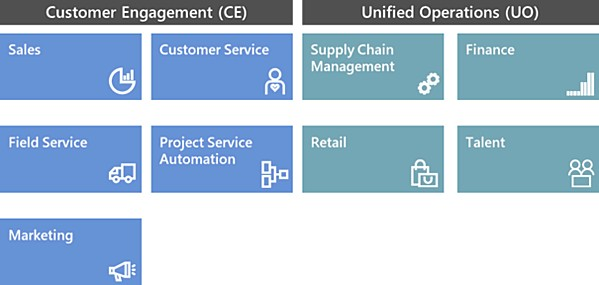 Customer Engagement (CE)
Unified Operations (UO)
Sales
Customer Service
Supply Chain
Management
Finance
Field Service
Project Service
Automation
Retail
Talent
Marketing